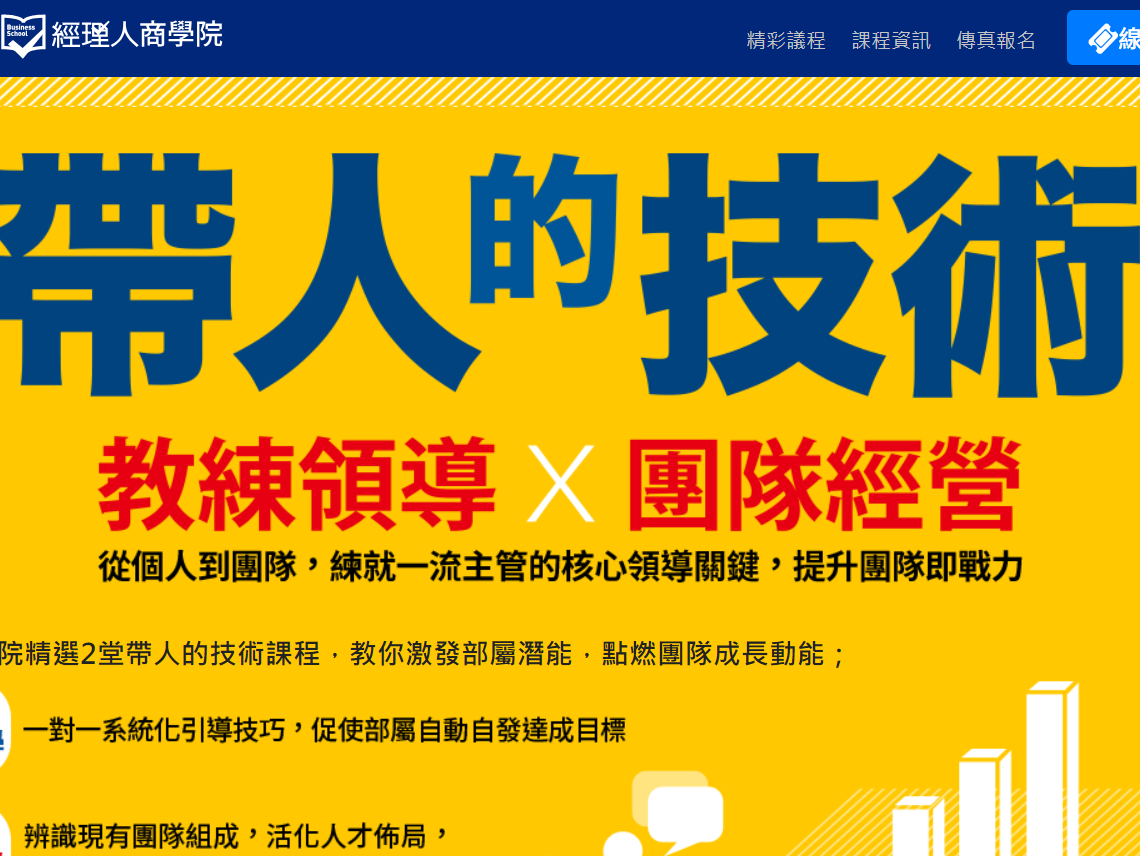 Business School 經理人商學院
精彩議程 課程資訊 傳真報名 線
帶人的技術
教練領導 X 團隊經營
從個人到團隊，練就一流主管的核心領導關鍵，提升團隊即戰力
院精選2堂帶人的技術課程，教你激發部屬潛能，點燃團隊成長動能；
一對一系統化引導技巧，促使部屬自動自發達成目標
辨識現有團隊組成，活化人才佈局，